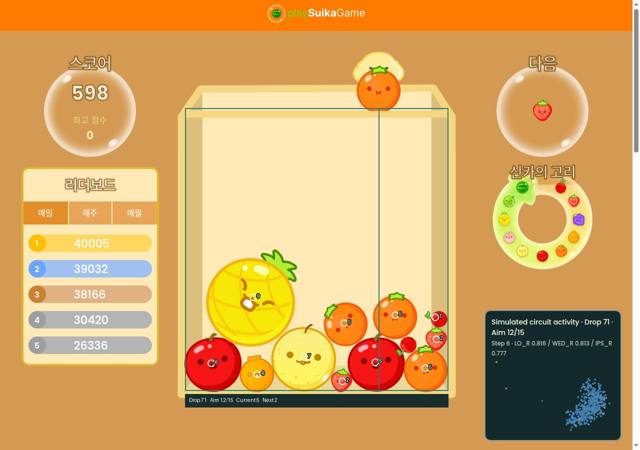 playSuikaGame
스코어
598
최고 점수
0
리더보드
매일 매주 매월
1 40005
2 39032
3 38166
4 30420
5 26336
다음
산카의 고리
Simulated circuit activity · Drop 71 ·
Aim 12/15
Step 6 · LO_R 0.816 / WED_R 0.813 / IPS_R
0.777
Drop 71 Aim 12/15 Current 5 Next 2